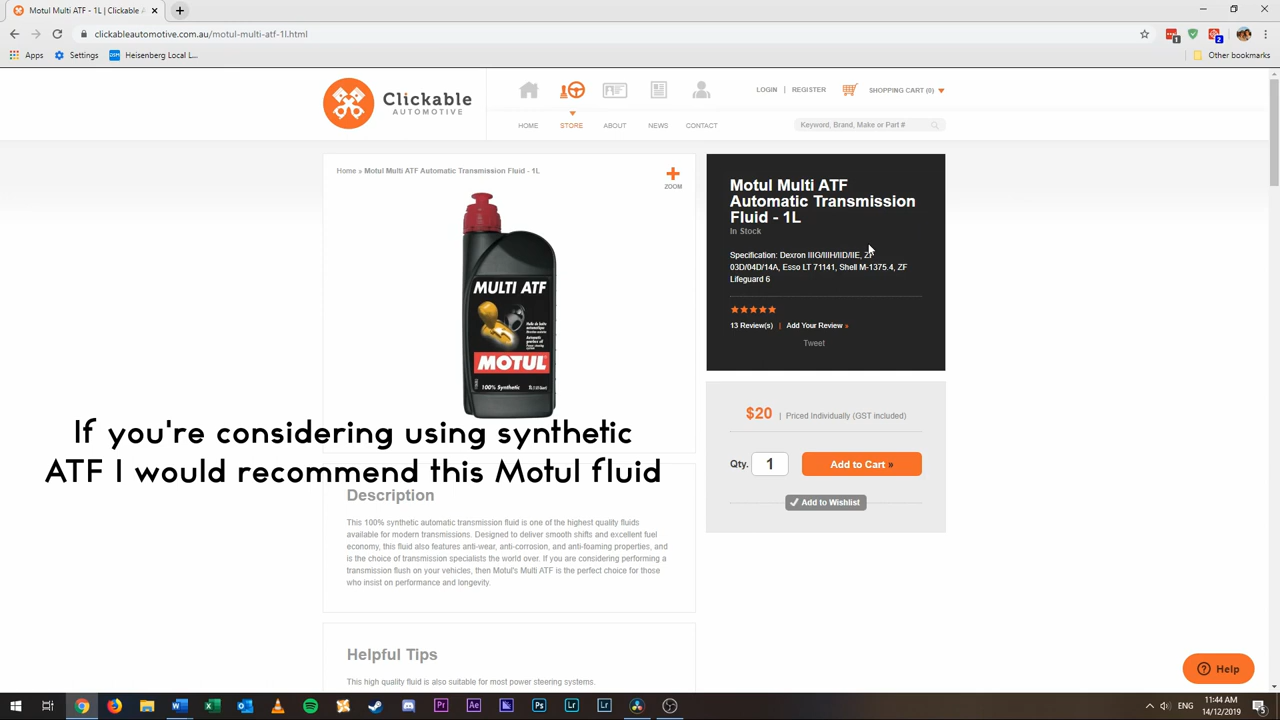 Motul Multi ATF - 1L | Automati
clickableautomotive.com.au/motul-multi-atf-1l.html
Apps
Settings
OSM
Heisenberg Local L...
Other bookmarks
Clickable
AUTOMOTIVE
HOME
STORE
ABOUT
NEWS
CONTACT
LOGIN | REGISTER
SHOPPING CART (0)
Keyword, Brand, Make or Part #
Home » Motul Multi ATF Automatic Transmission Fluid - 1L
ZOOM
MULTI ATF
MOTUL
100% Synthetic
Motul Multi ATF
Automatic Transmission
Fluid - 1L
In Stock
Specification: Dexron IIIG/IIIH/IID/IIE, ZF
03D/04D/14A, Esso LT 71141, Shell M-1375.4, ZF
Lifeguard 6
13 Review(s) | Add Your Review »
Tweet
$20 | Priced Individually (GST included)
Qty. 1 Add to Cart »
Add to Wishlist
If you're considering using synthetic
ATF I would recommend this Motul fluid
Description
This 100% synthetic automatic transmission fluid is one of the highest quality fluids
available for modern transmissions. Designed to deliver smooth shifts and excellent fuel
economy, this fluid also features anti-wear, anti-corrosion, and anti-foaming properties, and
is the choice of transmission specialists the world over. If you are considering performing a
transmission flush on your vehicles, then Motul's Multi ATF is the perfect choice for those
who insist on performance and longevity.
Helpful Tips
This high quality fluid is also suitable for most power steering systems.
Help
Pr
Ae
Ps
Lr
Lr
ENG
11:44 AM
14/12/2019